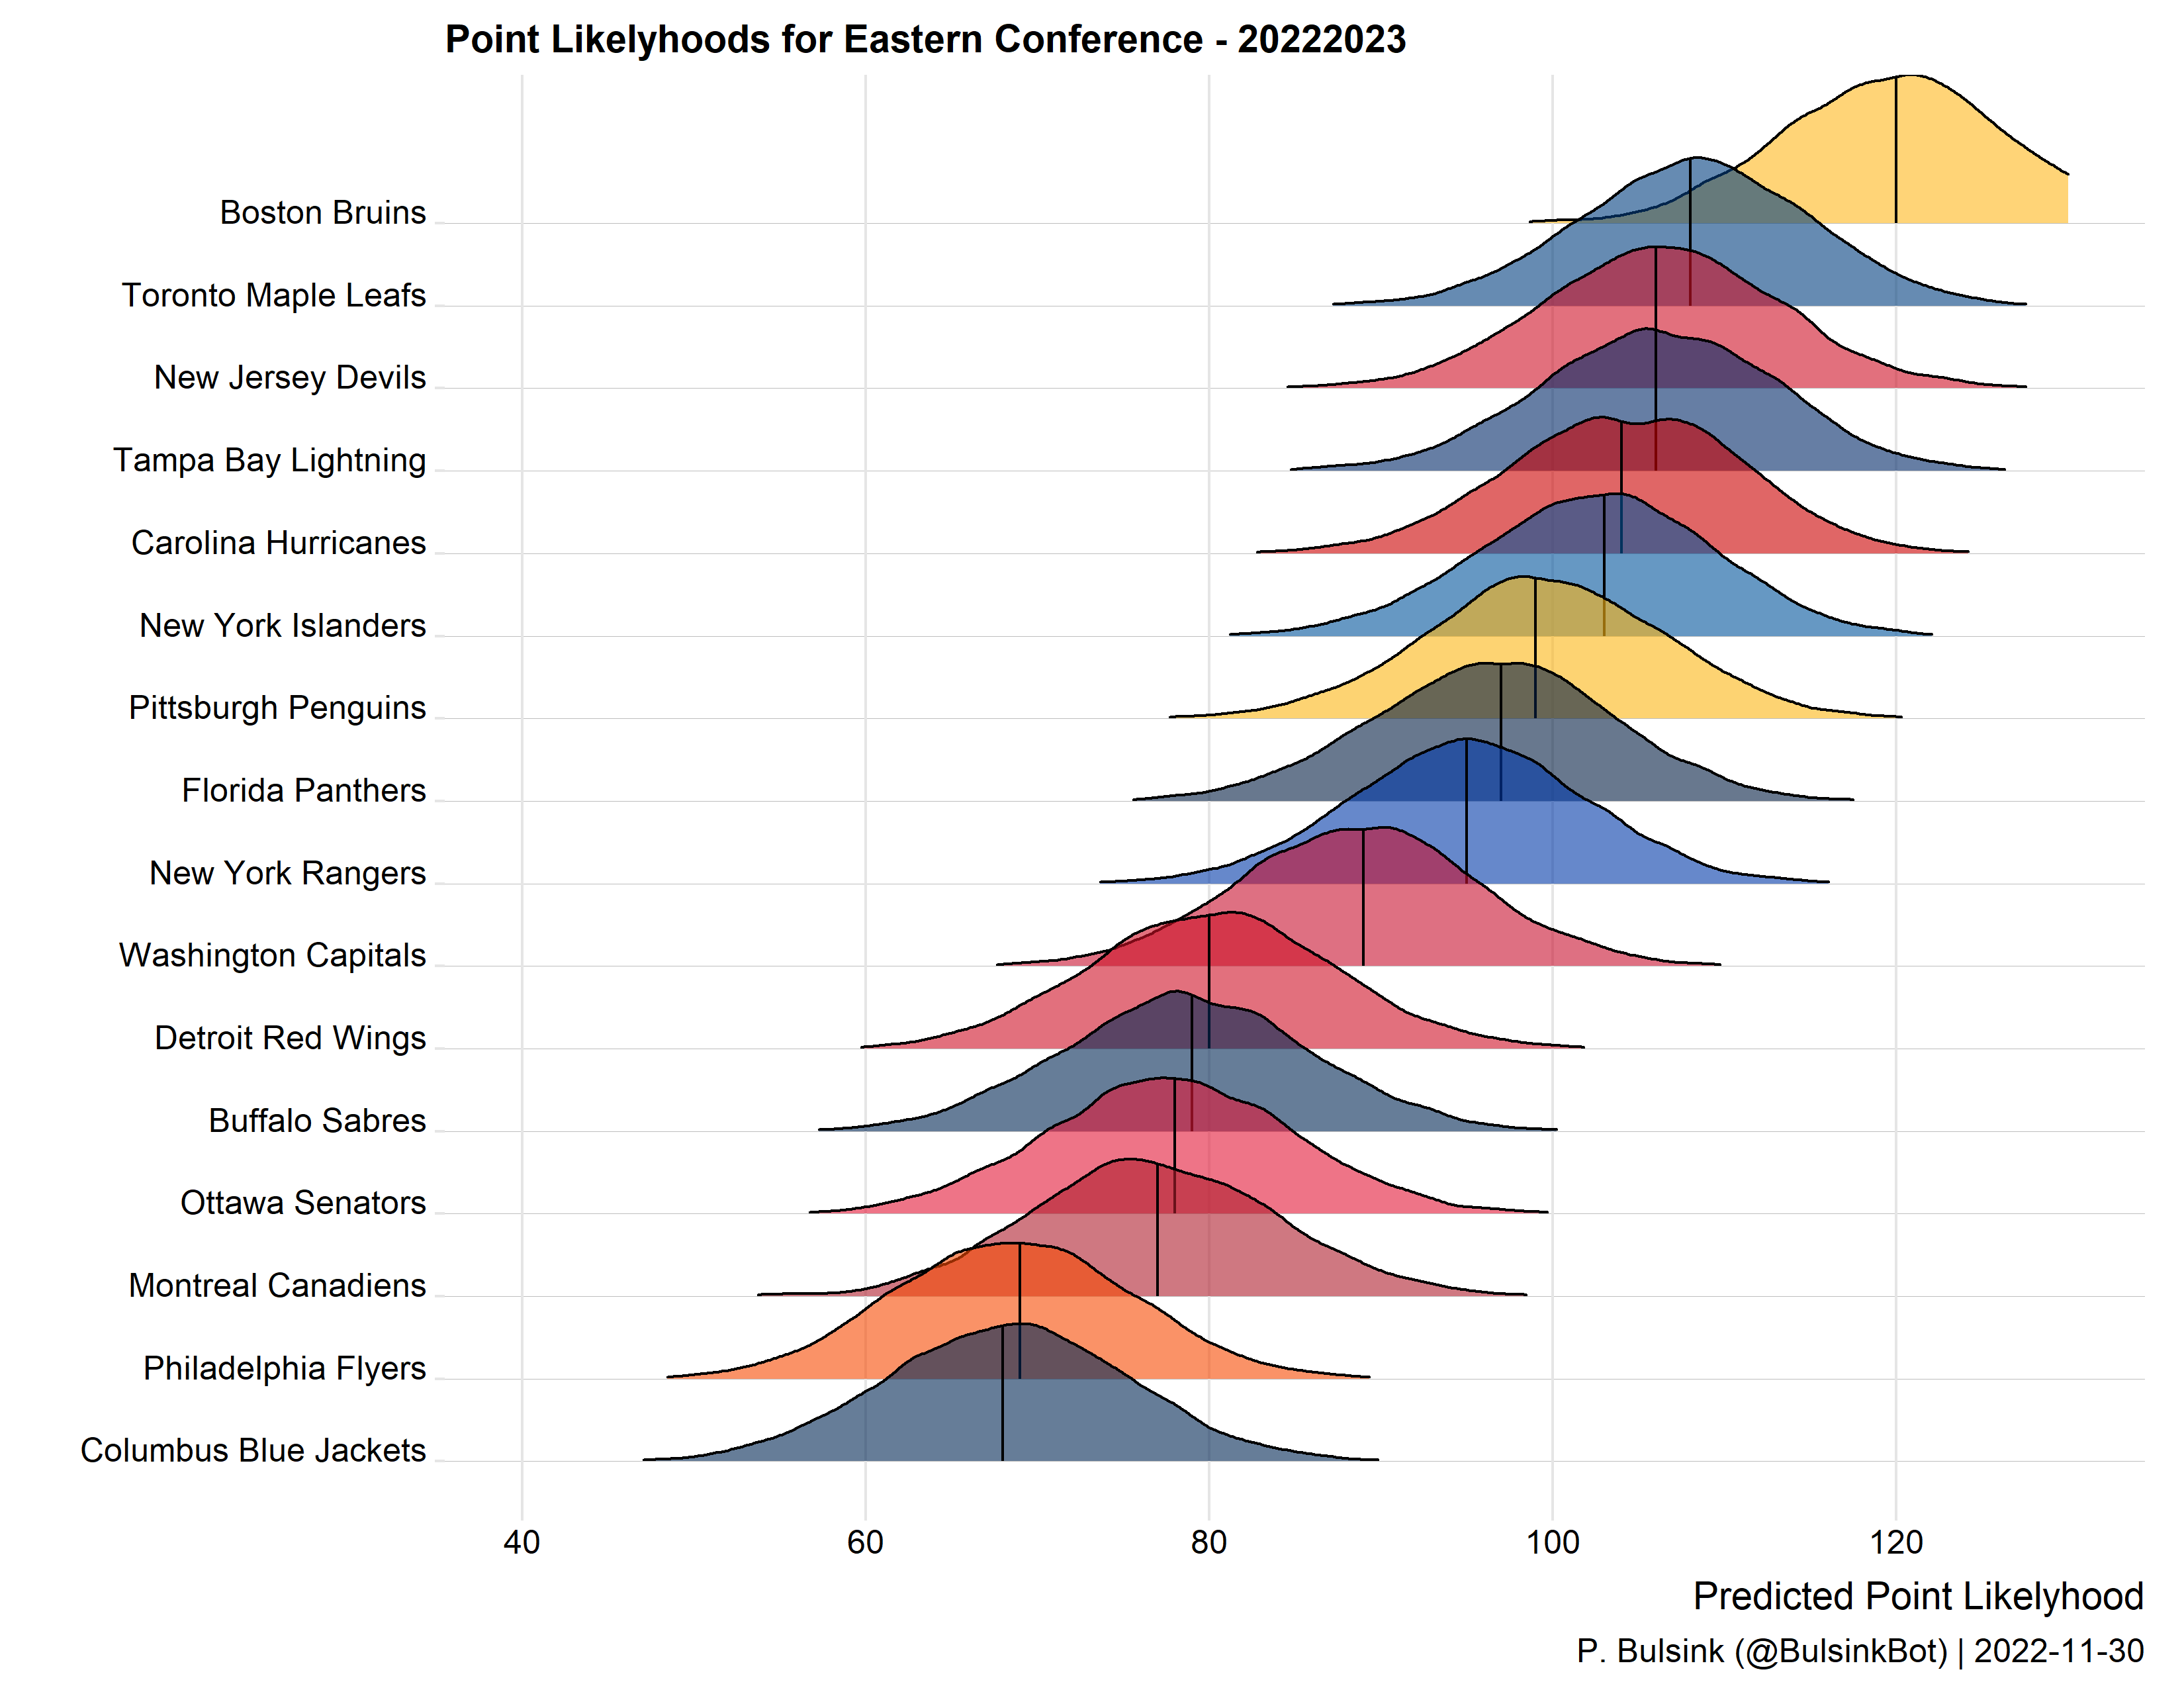 Point Likelyhoods for Eastern Conference - 20222023
Boston Bruins
Toronto Maple Leafs
New Jersey Devils
Tampa Bay Lightning
Carolina Hurricanes
New York Islanders
Pittsburgh Penguins
Florida Panthers
New York Rangers
Washington Capitals
Detroit Red Wings
Buffalo Sabres
Ottawa Senators
Montreal Canadiens
Philadelphia Flyers
Columbus Blue Jackets
40 60 80 100 120
Predicted Point Likelyhood
P. Bulsink (@BulsinkBot) | 2022-11-30